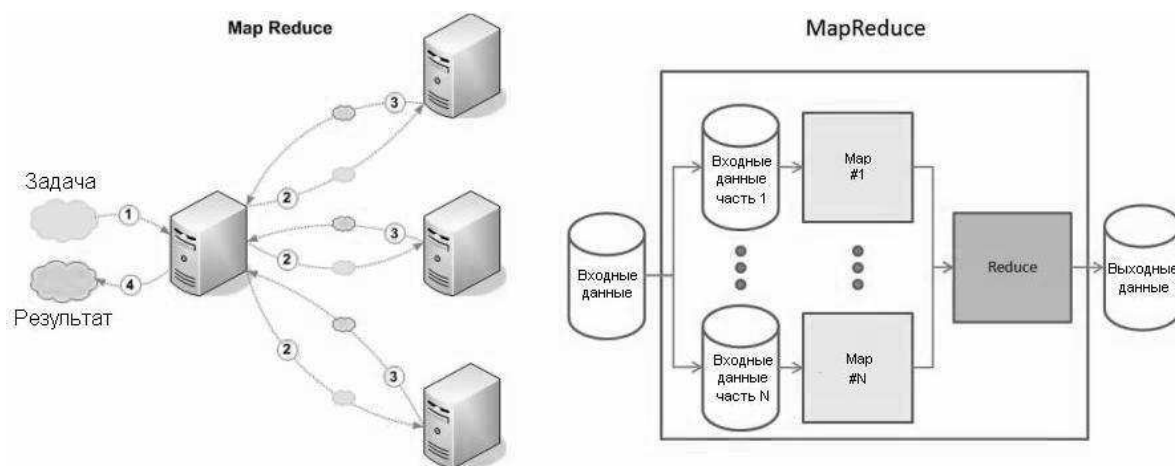 Map Reduce
3
2
Задача
1
3
2
4
Результат
2
3
MapReduce
Входные
данные
Входные
данные
часть 1
Map
#1
Входные
данные
часть N
Map
#N
Reduce
Выходные
данные